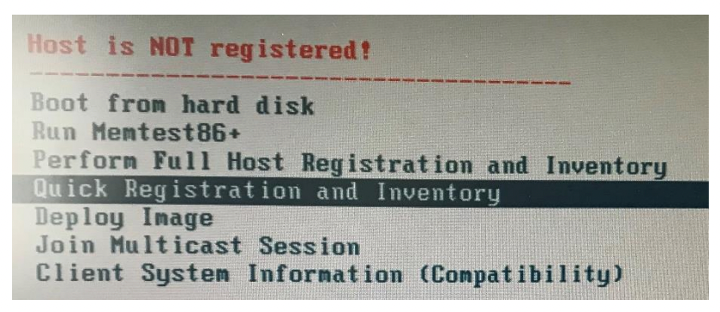 Host is NOT registered!
Boot from hard disk
Run Memtest86+
Perform Full Host Registration and Inventory
Quick Registration and Inventory
Deploy Image
Join Multicast Session
Client System Information (Compatibility)